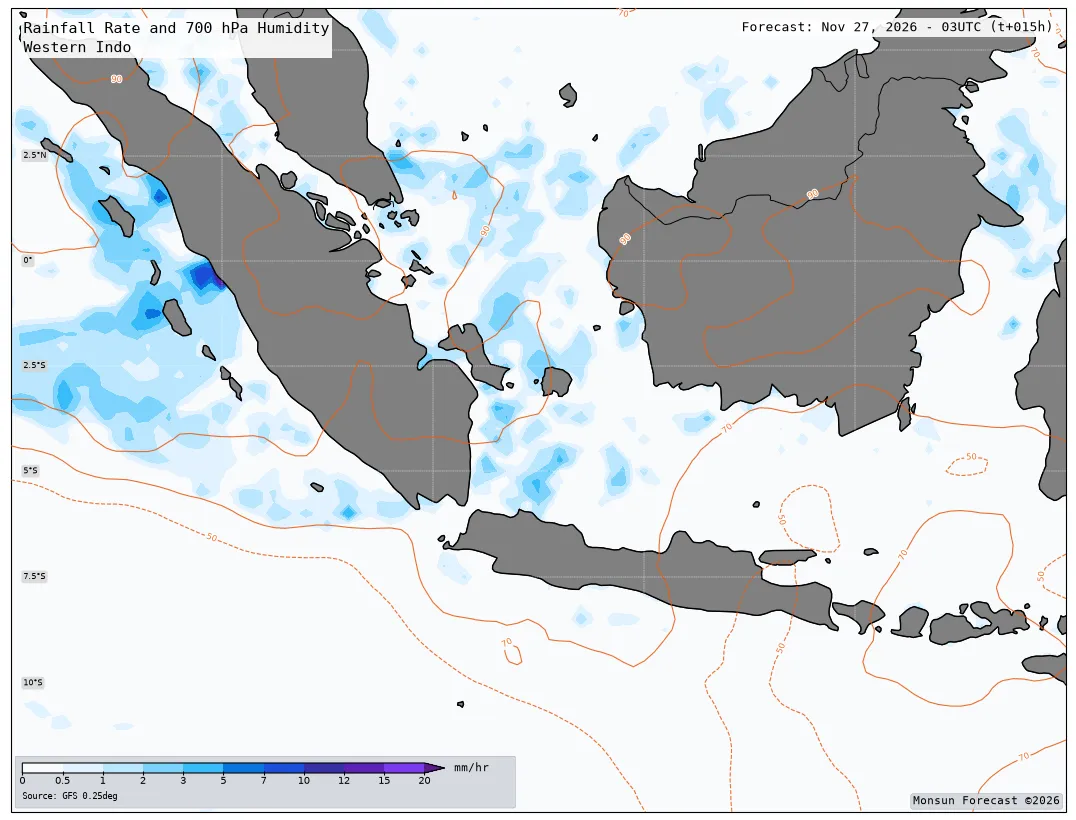 Rainfall Rate and 700 hPa Humidity
Western Indo
Forecast: Nov 27, 2026 - 03UTC (t+015h)
70
70
90
2.5°N
90
90
90
0°
2.5°S
70
50
5°S
50
50
70
50
7.5°S
70
50
10°S
70
mm/hr
0 0.5 1 2 3 5 7 10 12 15 20
Source: GFS 0.25deg
Monsun Forecast ©2026